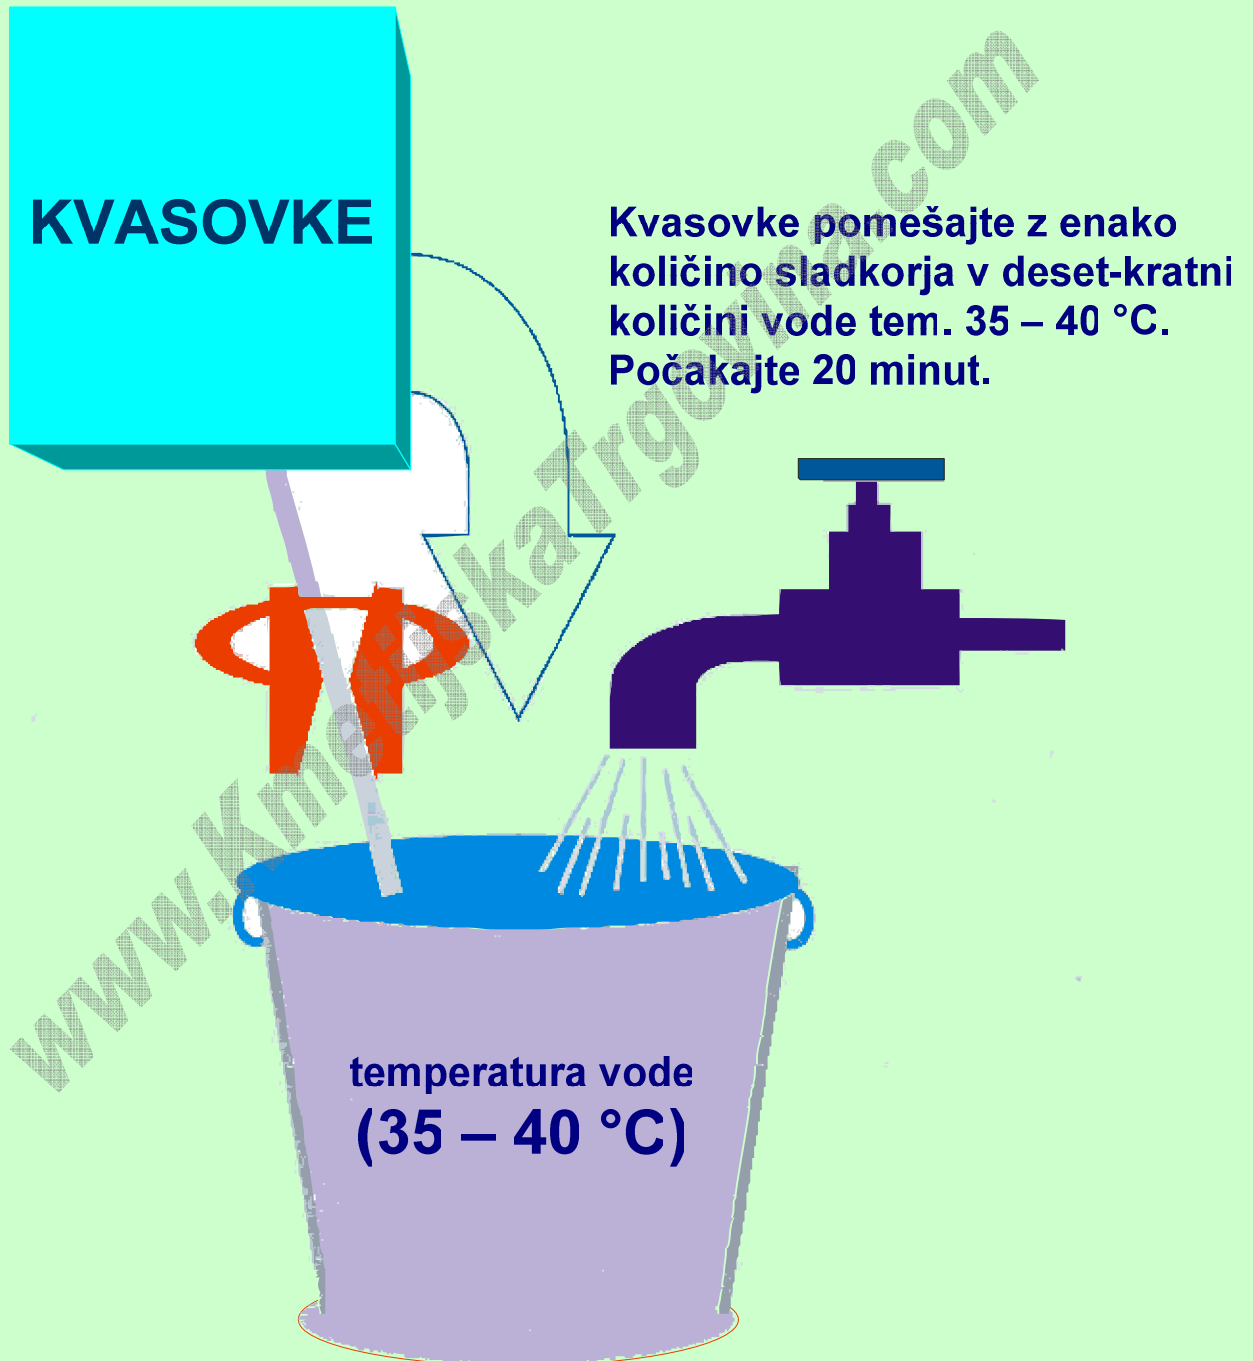 KVASOVKE
Kvasovke pomešajte z enako
količino sladkorja v deset-kratni
količini vode tem. 35 – 40 °C.
Počakajte 20 minut.
temperatura vode
(35 – 40 °C)
www.KmetijskaTrgovina.com